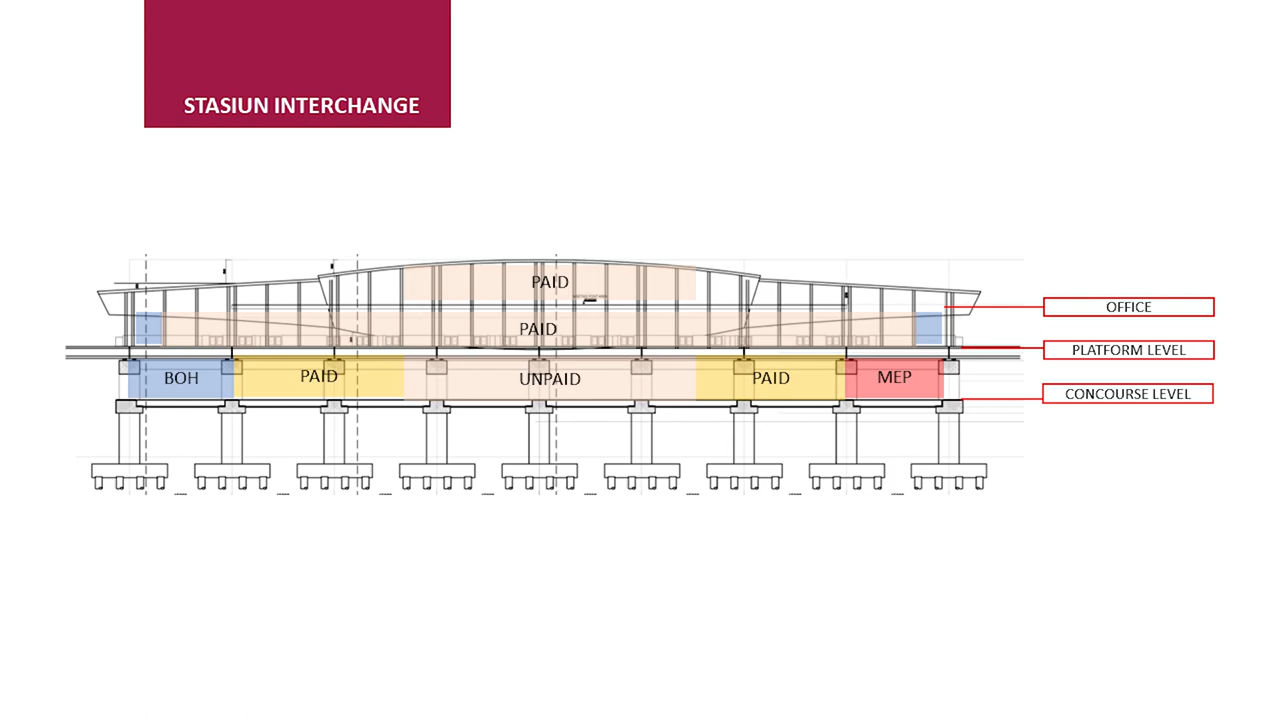 STASIUN INTERCHANGE
PAID
OFFICE
PAID
PLATFORM LEVEL
BOH
PAID
UNPAID
PAID
MEP
CONCOURSE LEVEL